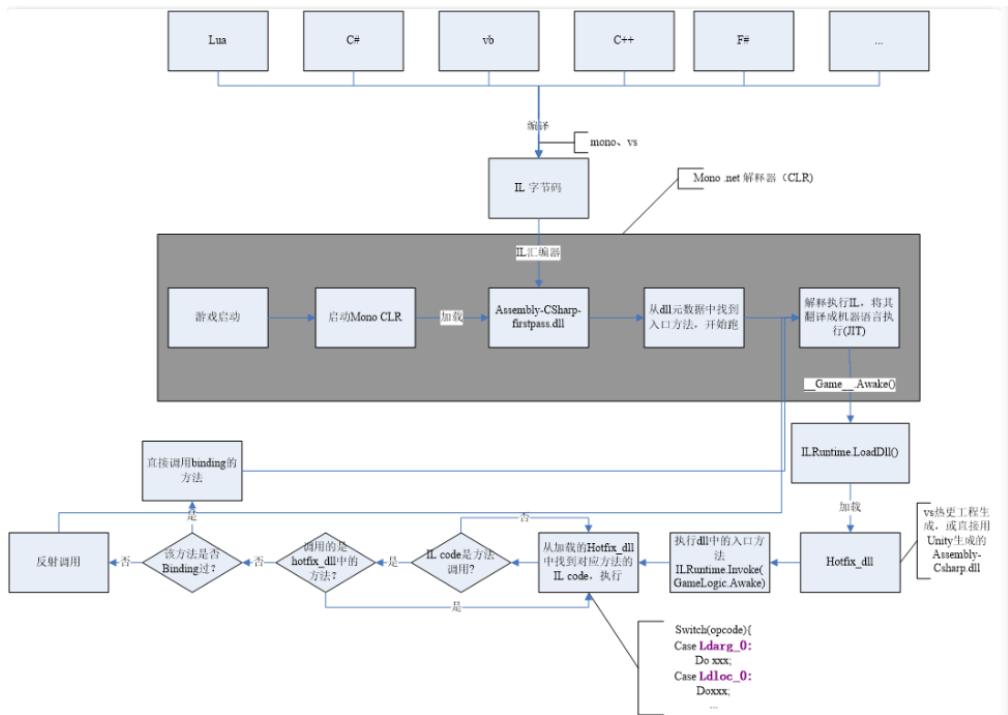 Lua
C#
vb
C++
F#
...
编译
mono、vs
IL 字节码
Mono .net 解释器（CLR)
IL汇编器
游戏启动
启动Mono CLR
加载
Assembly-CSharp-
firstpass.dll
从dll元数据中找到
入口方法，开始跑
解释执行IL，将其
翻译成机器语言执
行(JIT)
__Game__.Awake()
直接调用binding的
方法
ILRuntime.LoadDll()
加载
是
否
反射调用
否
该方法是否
Binding过？
否
调用的是
hotfix_dll中的
方法？
是
IL code是方法
调用？
从加载的Hotfix_dll
中找到对应方法的
IL code，执行
执行dll中的入口方
法
ILRuntime.Invoke(
GameLogic.Awake)
Hotfix_dll
vs热更工程生
成，或直接用
Unity生成的
Assembly-
Csharp.dll
是
Switch(opcode){
Case Ldarg_0:
Do xxx;
Case Ldloc_0:
Doxxx;
...